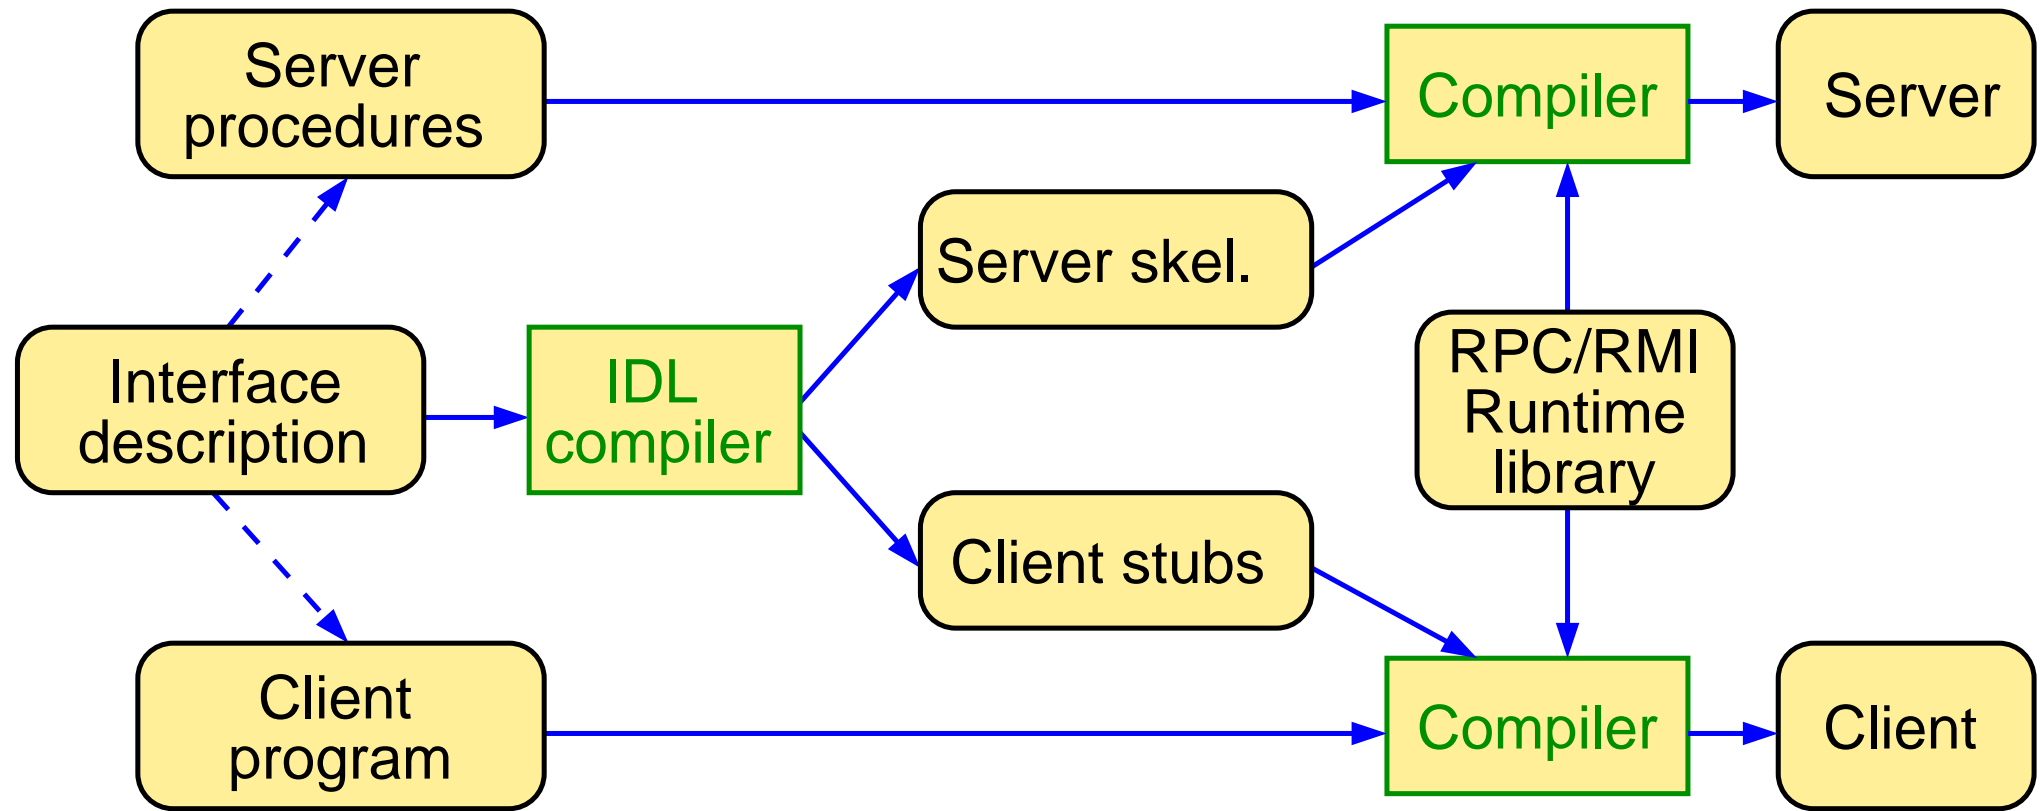 Server
procedures
Compiler
Server
Server skel.
Interface
description
IDL
compiler
RPC/RMI
Runtime
library
Client stubs
Client
program
Compiler
Client